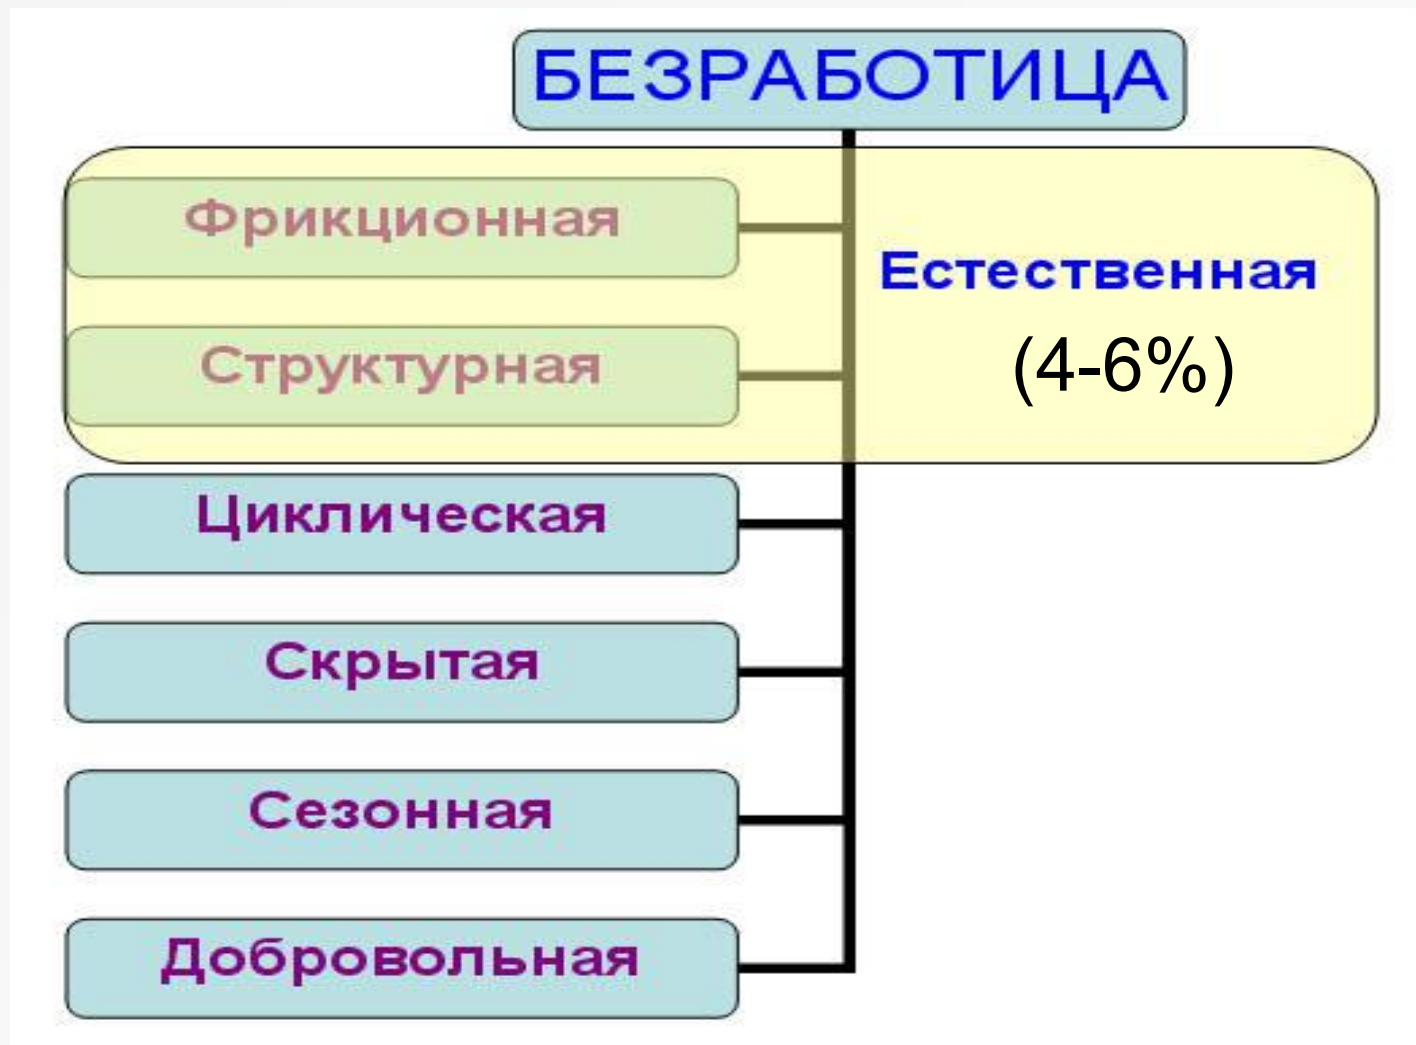 БЕЗРАБОТИЦА
Фрикционная
Естественная
Структурная
(4-6%)
Циклическая
Скрытая
Сезонная
Добровольная